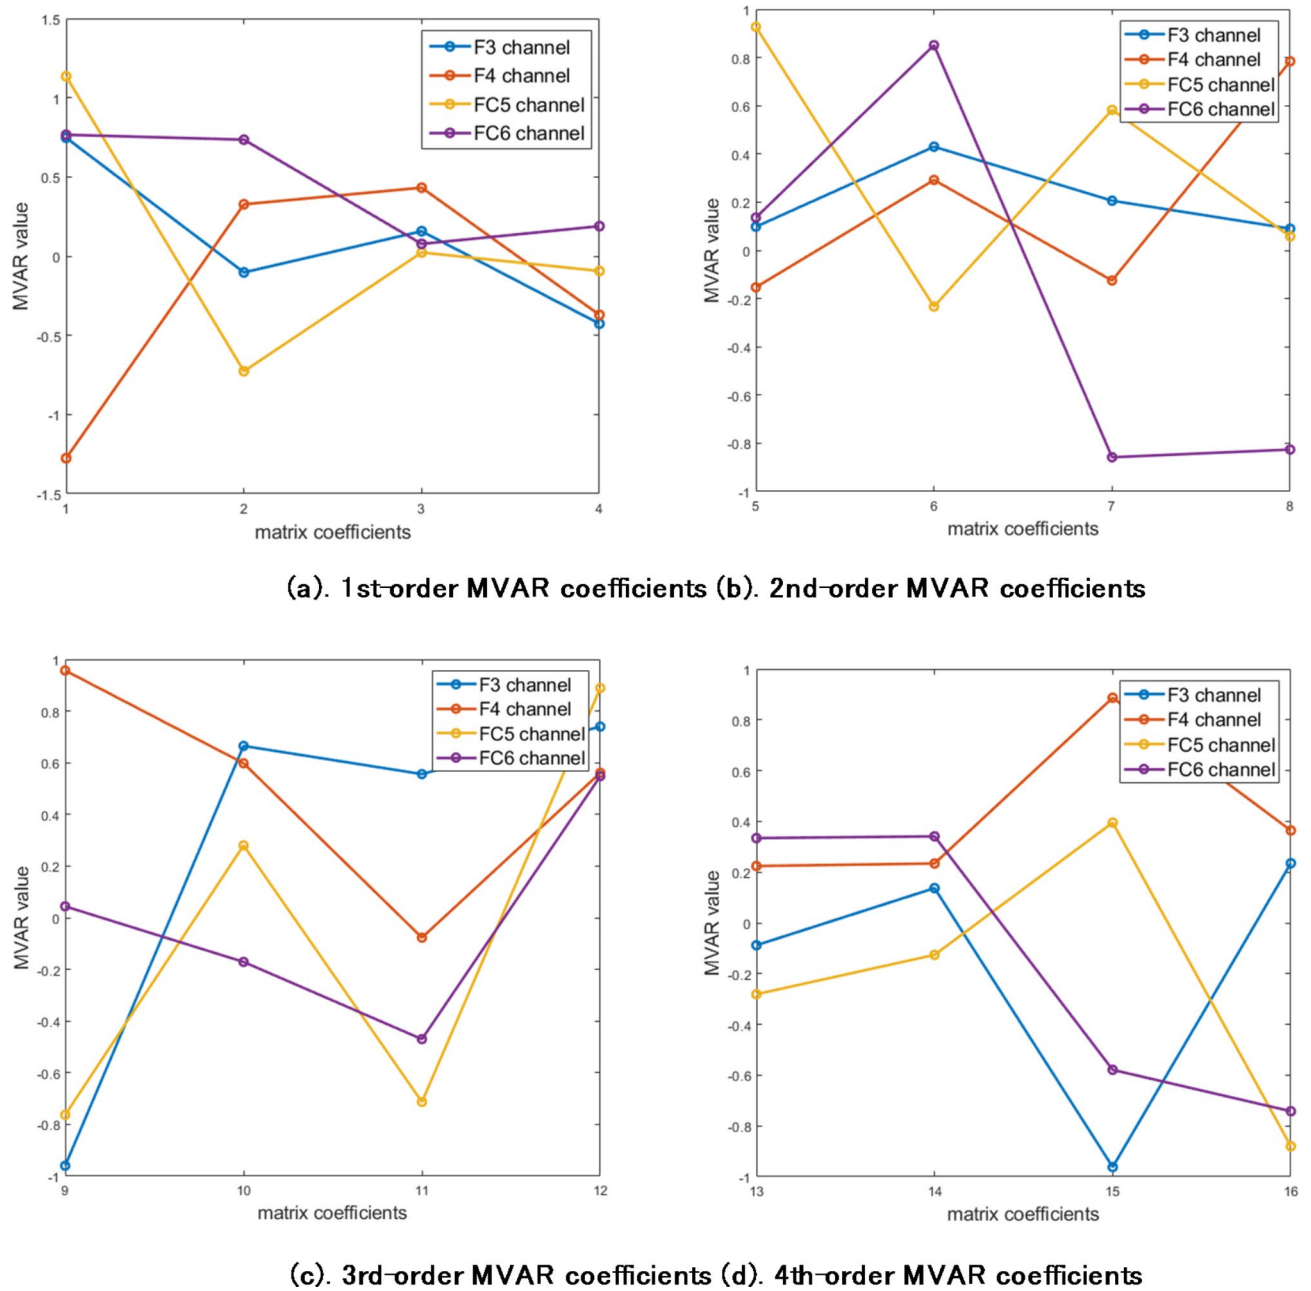 1.5
1
0.5
0
-0.5
-1
-1.5
MVAR value
1 2 3 4
matrix coefficients
F3 channel
F4 channel
FC5 channel
FC6 channel
1
0.8
0.6
0.4
0.2
0
-0.2
-0.4
-0.6
-0.8
-1
MVAR value
5 6 7 8
matrix coefficients
F3 channel
F4 channel
FC5 channel
FC6 channel
(a). 1st-order MVAR coefficients (b). 2nd-order MVAR coefficients
1
0.8
0.6
0.4
0.2
0
-0.2
-0.4
-0.6
-0.8
-1
MVAR value
9 10 11 12
matrix coefficients
F3 channel
F4 channel
FC5 channel
FC6 channel
1
0.8
0.6
0.4
0.2
0
-0.2
-0.4
-0.6
-0.8
-1
MVAR value
13 14 15 16
matrix coefficients
F3 channel
F4 channel
FC5 channel
FC6 channel
(c). 3rd-order MVAR coefficients (d). 4th-order MVAR coefficients